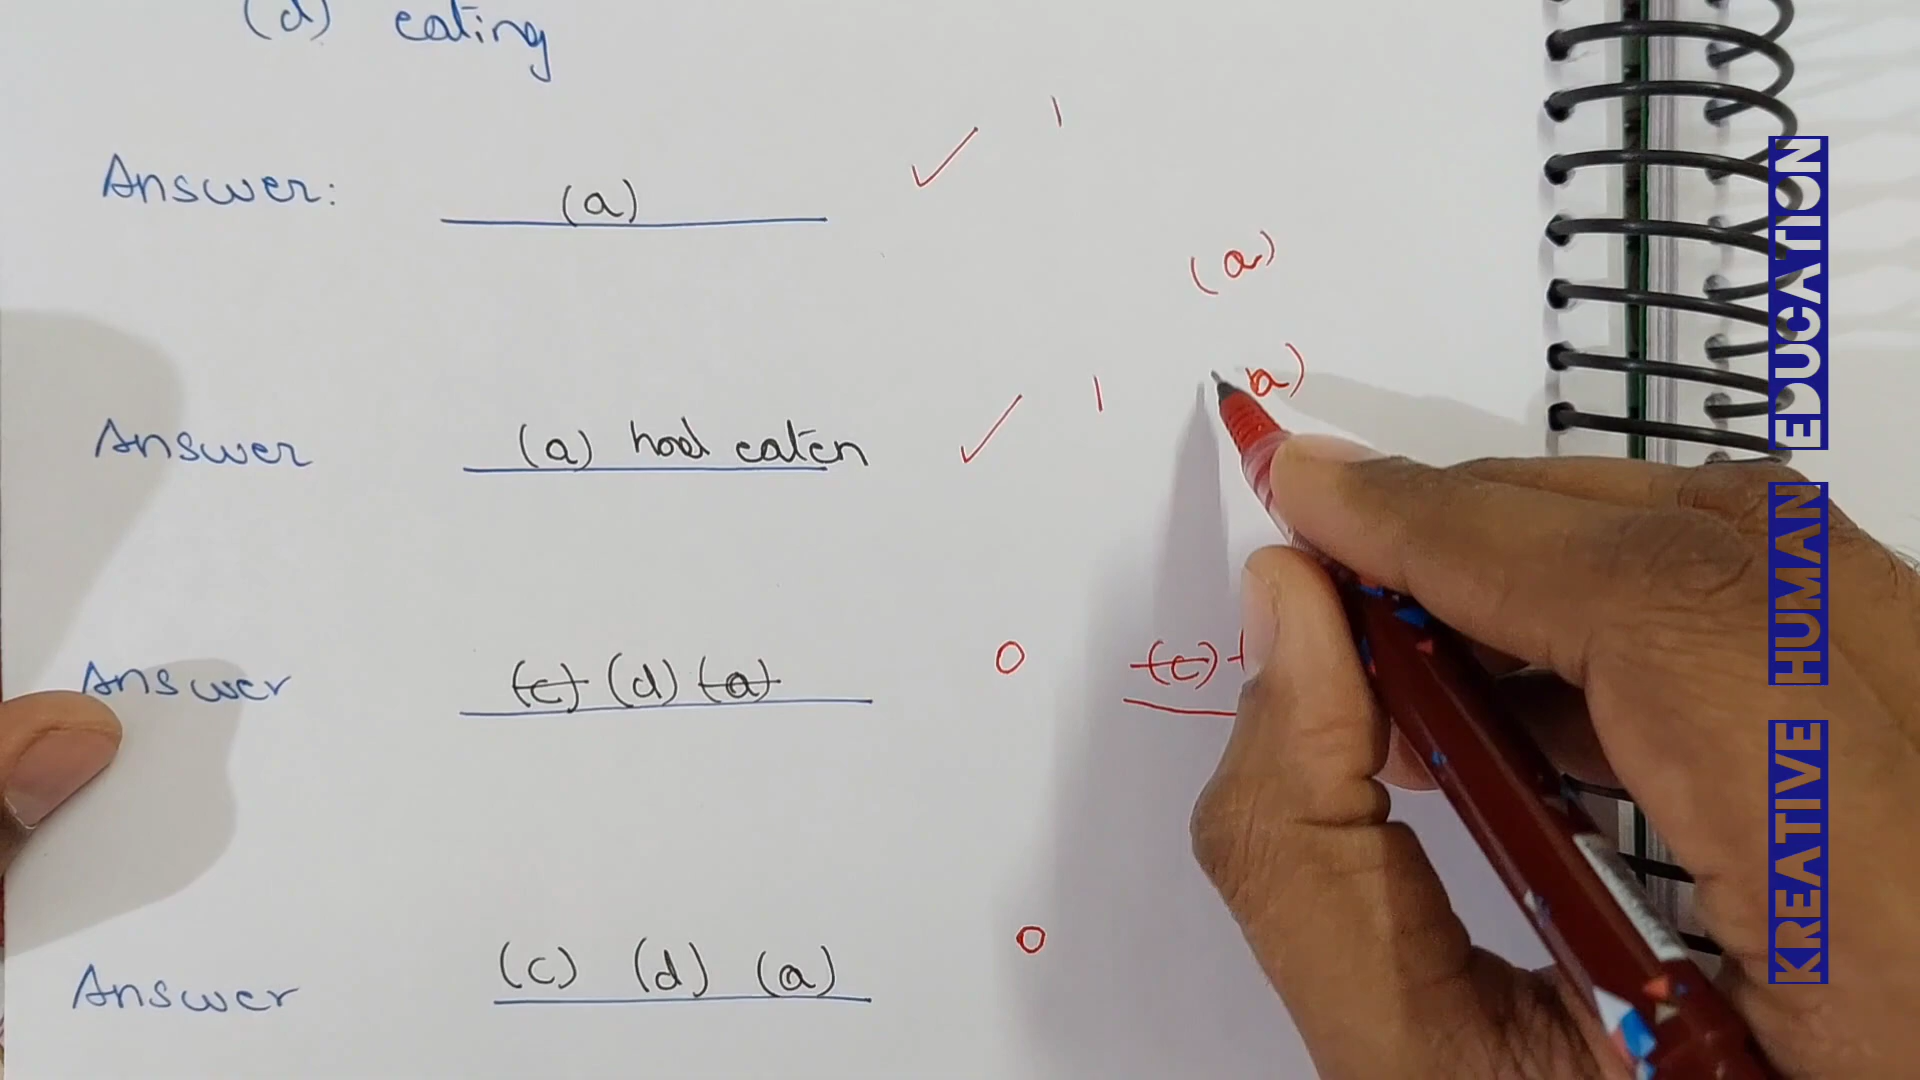 (d) eating
Answer: (a) 1
(a)
a)
Answer (a) had eaten 1
Answer (c) (d) (a) 0 (c)
Answer (c) (d) (a) 0
KREATIVE HUMAN EDUCATION